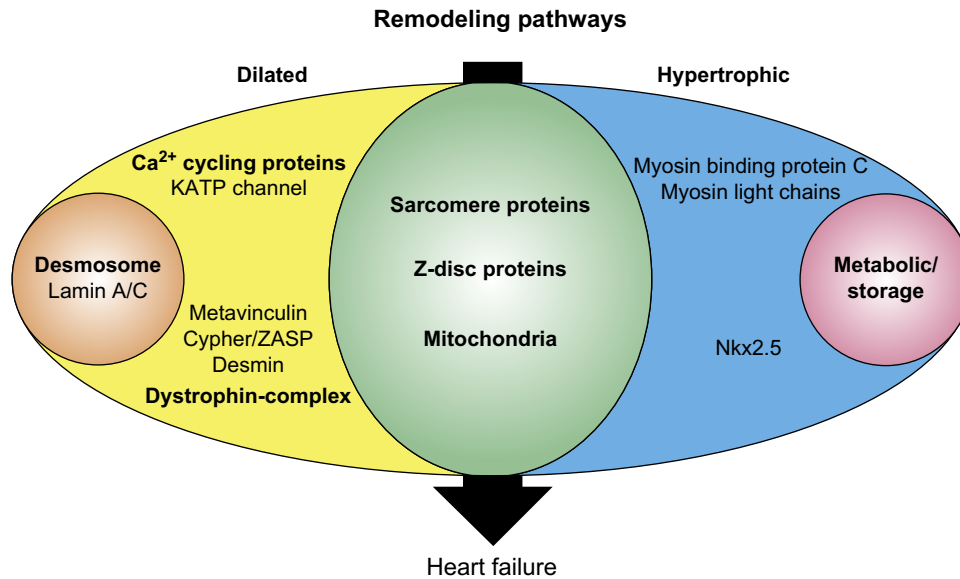 Remodeling pathways
Dilated
Hypertrophic
Ca²⁺ cycling proteins
KATP channel
Desmosome
Lamin A/C
Metavinculin
Cypher/ZASP
Desmin
Dystrophin-complex
Sarcomere proteins
Z-disc proteins
Mitochondria
Myosin binding protein C
Myosin light chains
Metabolic/
storage
Nkx2.5
Heart failure